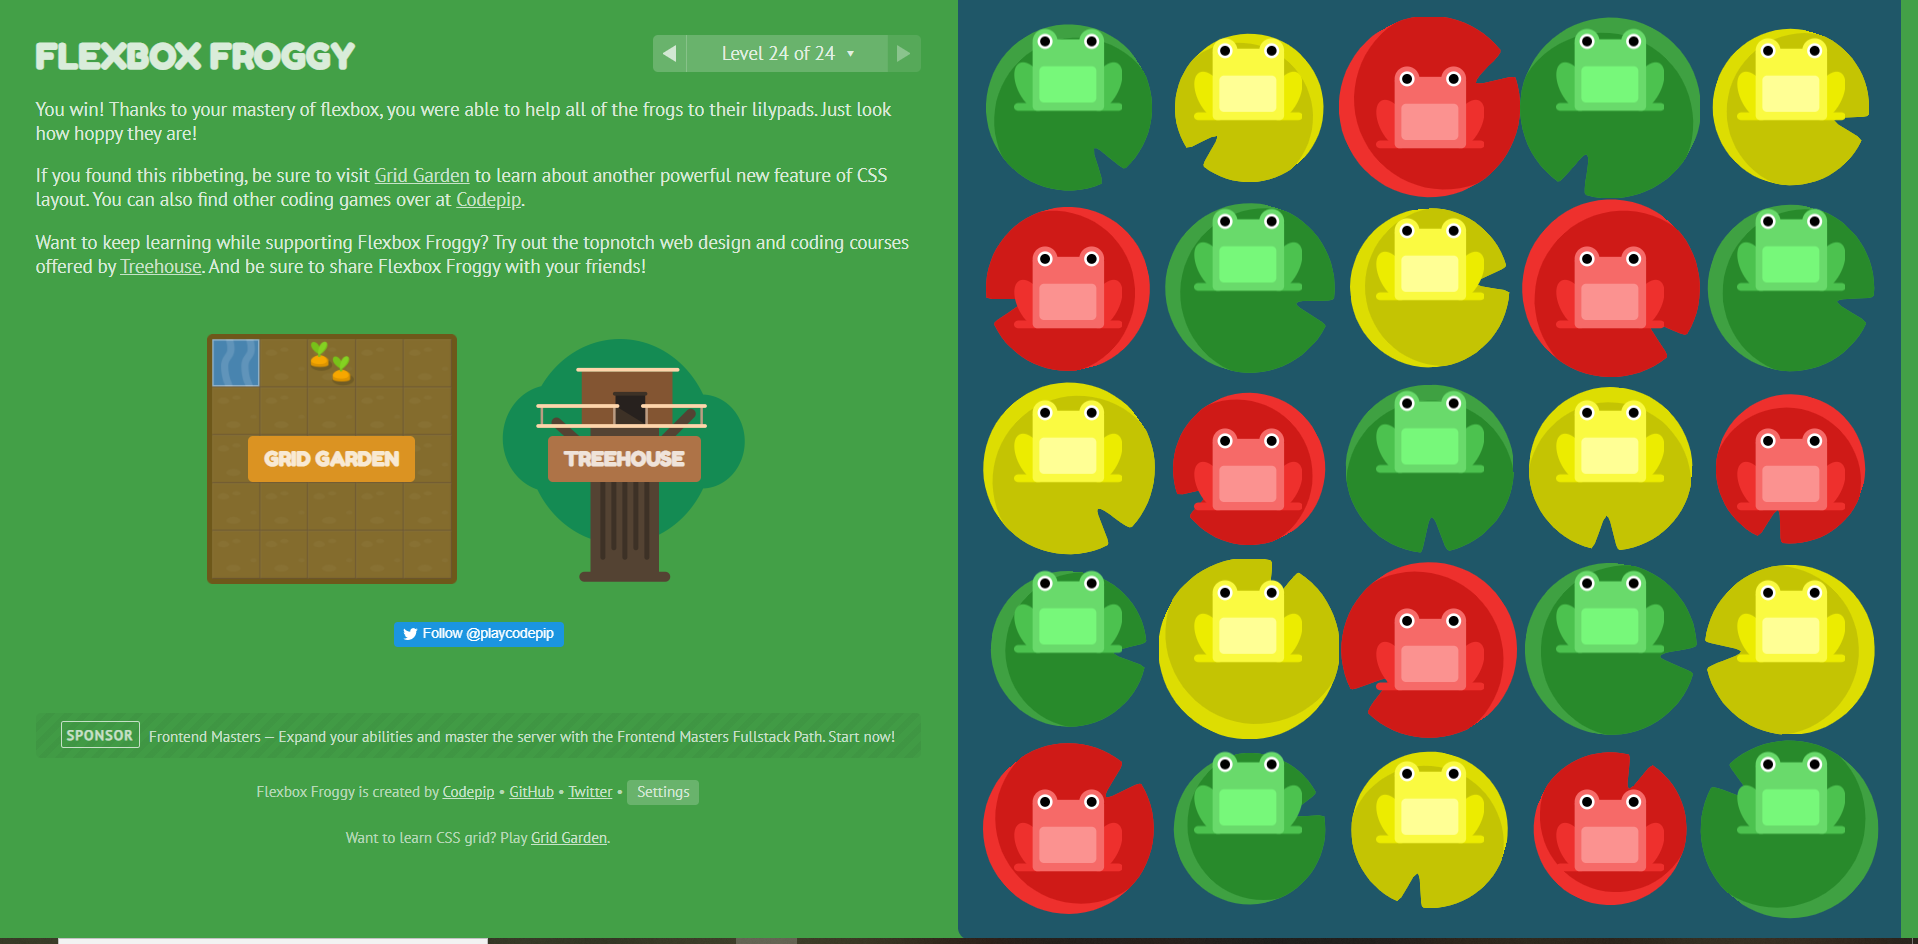 FLEXBOX FROGGY
Level 24 of 24
You win! Thanks to your mastery of flexbox, you were able to help all of the frogs to their lilypads. Just look
how hoppy they are!
If you found this ribbeting, be sure to visit Grid Garden to learn about another powerful new feature of CSS
layout. You can also find other coding games over at Codepip.
Want to keep learning while supporting Flexbox Froggy? Try out the topnotch web design and coding courses
offered by Treehouse. And be sure to share Flexbox Froggy with your friends!
GRID GARDEN
TREEHOUSE
Follow @playcodepip
SPONSOR Frontend Masters – Expand your abilities and master the server with the Frontend Masters Fullstack Path. Start now!
Flexbox Froggy is created by Codepip • GitHub • Twitter • Settings
Want to learn CSS grid? Play Grid Garden.